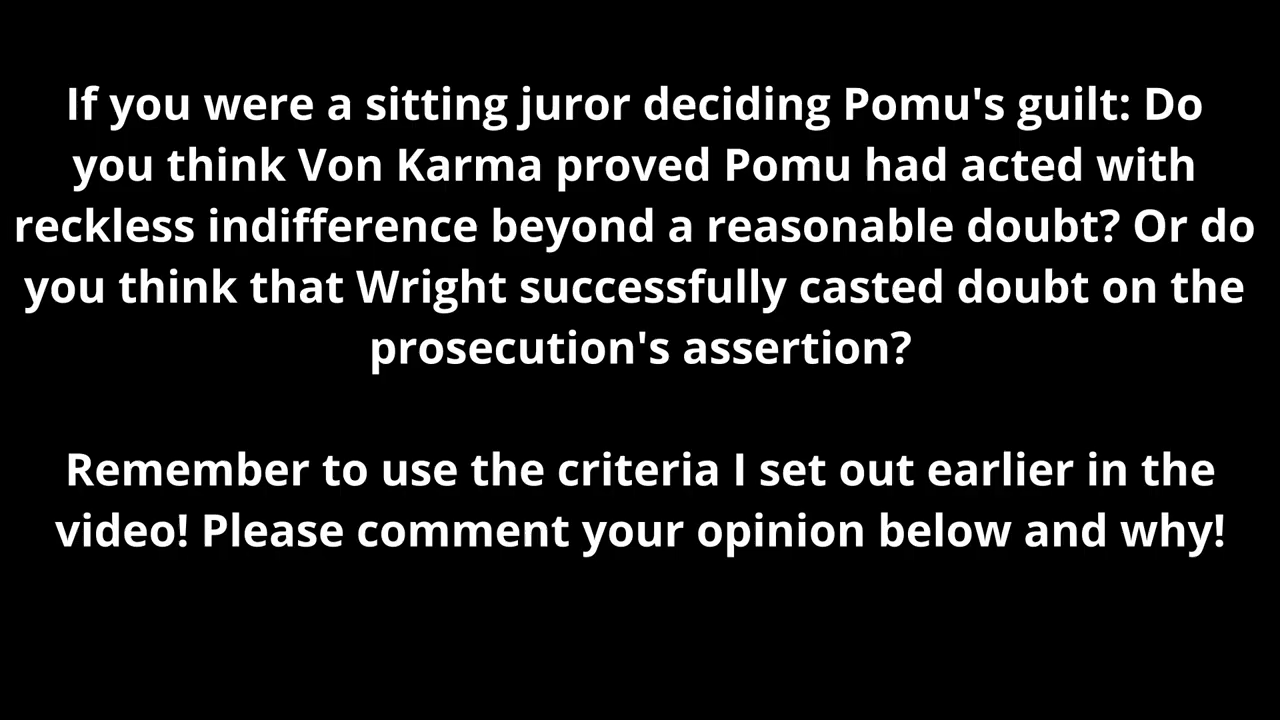 If you were a sitting juror deciding Pomu's guilt: Do
you think Von Karma proved Pomu had acted with
reckless indifference beyond a reasonable doubt? Or do
you think that Wright successfully casted doubt on the
prosecution's assertion?
Remember to use the criteria I set out earlier in the
video! Please comment your opinion below and why!